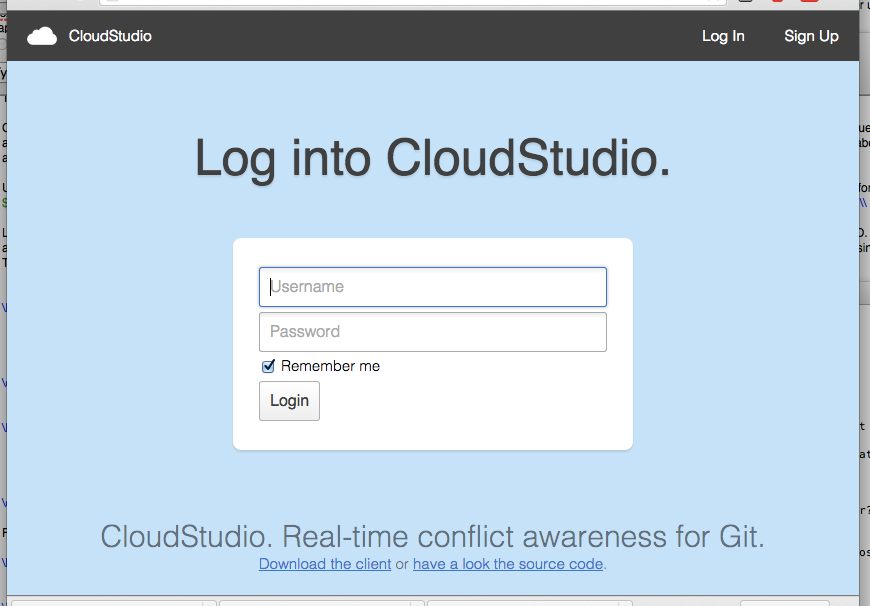 CloudStudio Log In Sign Up
Log into CloudStudio.
Username
Password
Remember me
Login
CloudStudio. Real-time conflict awareness for Git.
Download the client or have a look the source code.